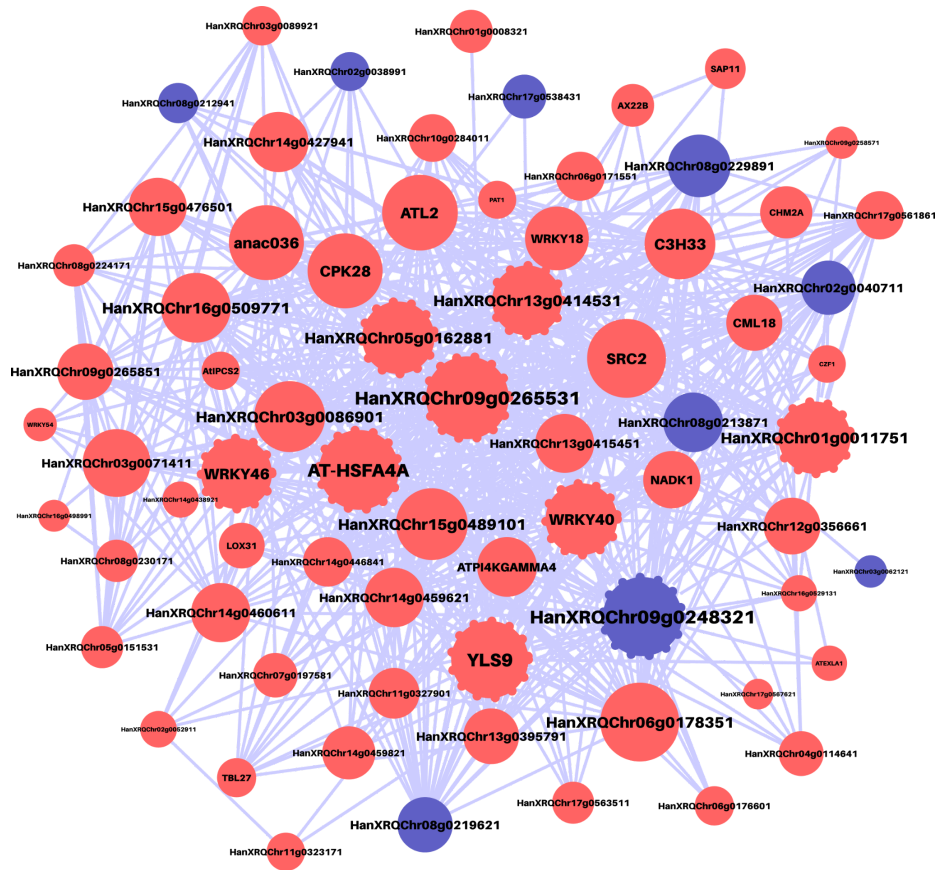 HanXRQChr03g0089921
HanXRQChr01g0008321
HanXRQChr02g0038991
SAP11
HanXRQChr17g0538431
HanXRQChr08g0212941
AX22B
HanXRQChr14g0427941
HanXRQChr10g0284011
HanXRQChr09g0258571
HanXRQChr08g0229891
HanXRQChr06g0171551
PAT1
HanXRQChr15g0476501
ATL2
CHM2A
HanXRQChr17g0561861
anac036
WRKY18
C3H33
HanXRQChr08g0224171
CPK28
HanXRQChr02g0040711
HanXRQChr13g0414531
HanXRQChr16g0509771
CML18
HanXRQChr05g0162881
SRC2
CZF1
HanXRQChr09g0265851
AtIPCS2
HanXRQChr09g0265531
HanXRQChr03g0086901
HanXRQChr08g0213871
WRKY54
HanXRQChr01g0011751
HanXRQChr13g0415451
HanXRQChr03g0071411
WRKY46
AT-HSFA4A
NADK1
HanXRQChr14g0438921
HanXRQChr16g0498991
WRKY40
HanXRQChr15g0489101
HanXRQChr12g0356661
LOX31
HanXRQChr08g0230171
HanXRQChr14g0446841
ATPI4KGAMMA4
HanXRQChr03g0062121
HanXRQChr16g0529131
HanXRQChr14g0459621
HanXRQChr14g0460611
HanXRQChr09g0248321
HanXRQChr05g0151531
YLS9
ATEXLA1
HanXRQChr07g0197581
HanXRQChr11g0327901
HanXRQChr17g0567621
HanXRQChr06g0178351
HanXRQChr02g0052911
HanXRQChr13g0395791
HanXRQChr14g0459821
HanXRQChr04g0114641
TBL27
HanXRQChr17g0563511
HanXRQChr06g0176601
HanXRQChr08g0219621
HanXRQChr11g0323171